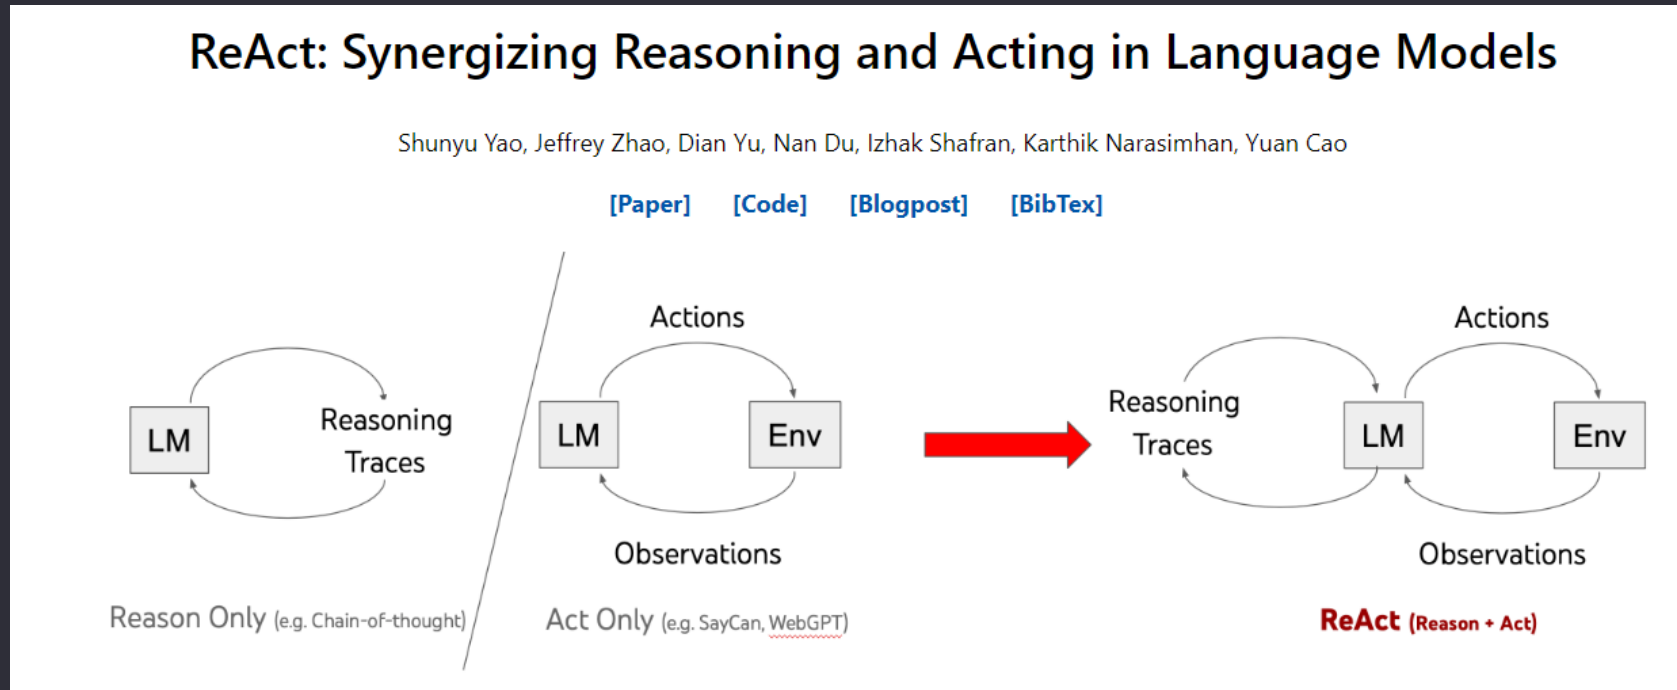 ReAct: Synergizing Reasoning and Acting in Language Models
Shunyu Yao, Jeffrey Zhao, Dian Yu, Nan Du, Izhak Shafran, Karthik Narasimhan, Yuan Cao
[Paper] [Code] [Blogpost] [BibTex]
LM
Reasoning
Traces
Reason Only (e.g. Chain-of-thought)
Actions
LM
Env
Observations
Act Only (e.g. SayCan, WebGPT)
Reasoning
Traces
Actions
LM
Env
Observations
ReAct (Reason + Act)